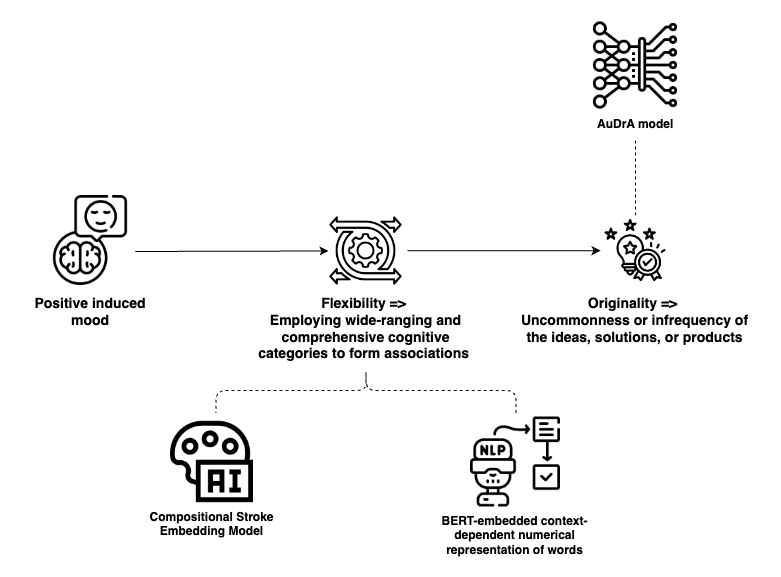 AuDrA model
Positive induced
mood
Flexibility =>
Employing wide-ranging and
comprehensive cognitive
categories to form associations
Originality =>
Uncommonness or infrequency of
the ideas, solutions, or products
AI
Compositional Stroke
Embedding Model
NLP
BERT-embedded context-
dependent numerical
representation of words